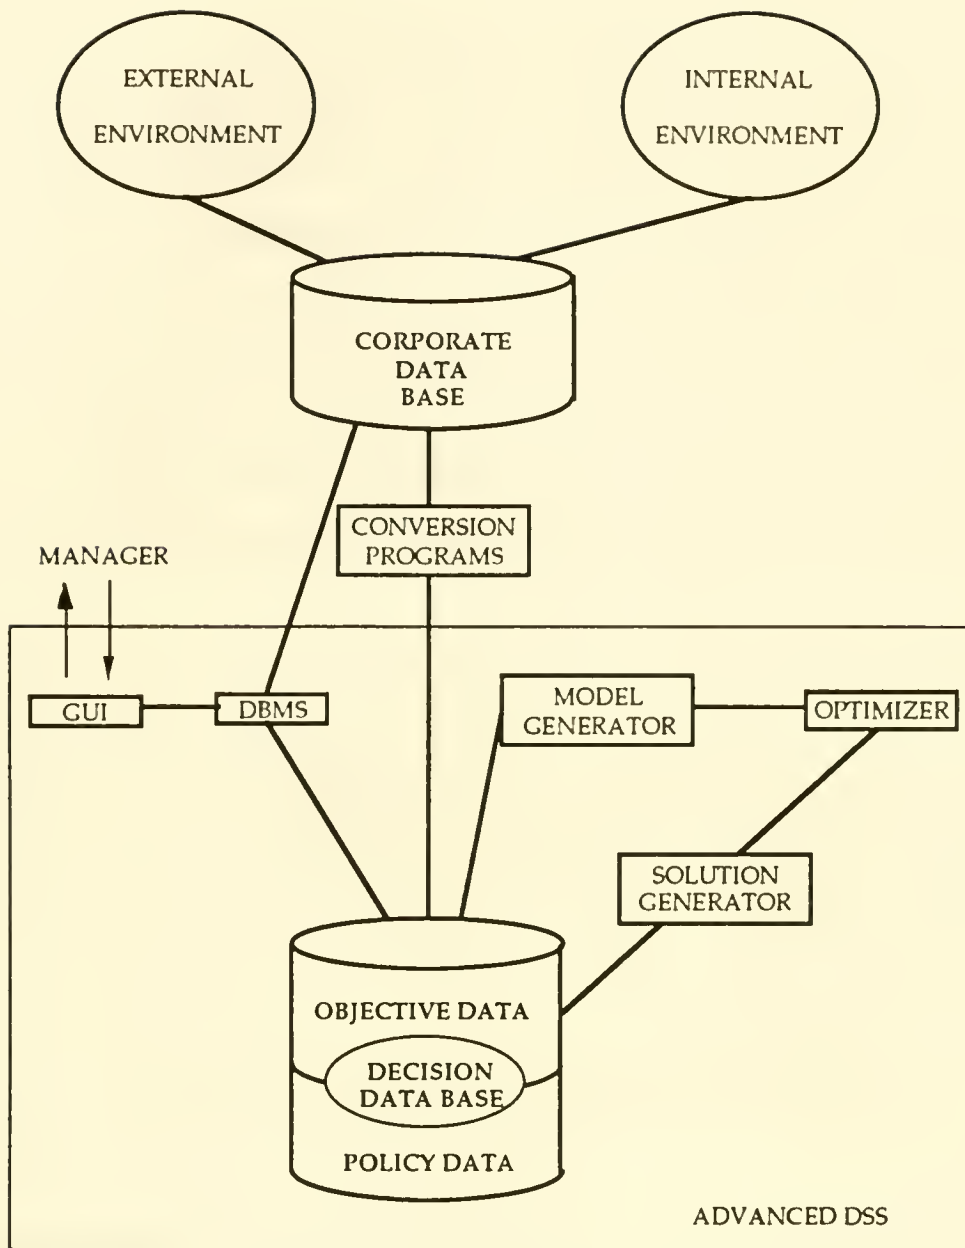 EXTERNAL
ENVIRONMENT
INTERNAL
ENVIRONMENT
CORPORATE
DATA
BASE
CONVERSION
PROGRAMS
MANAGER
GUI
DBMS
MODEL
GENERATOR
OPTIMIZER
SOLUTION
GENERATOR
OBJECTIVE DATA
DECISION
DATA BASE
POLICY DATA
ADVANCED DSS